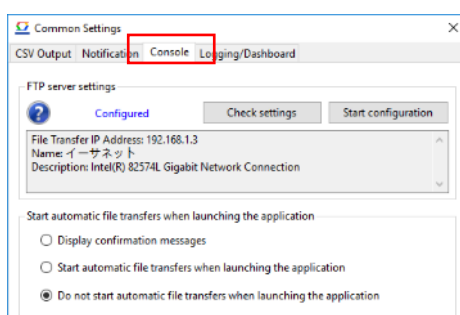 Common Settings
CSV Output Notification Console Logging/Dashboard
FTP server settings
? Configured Check settings Start configuration
File Transfer IP Address: 192.168.1.3
Name: イーサネット
Description: Intel(R) 82574L Gigabit Network Connection
Start automatic file transfers when launching the application
Display confirmation messages
Start automatic file transfers when launching the application
Do not start automatic file transfers when launching the application